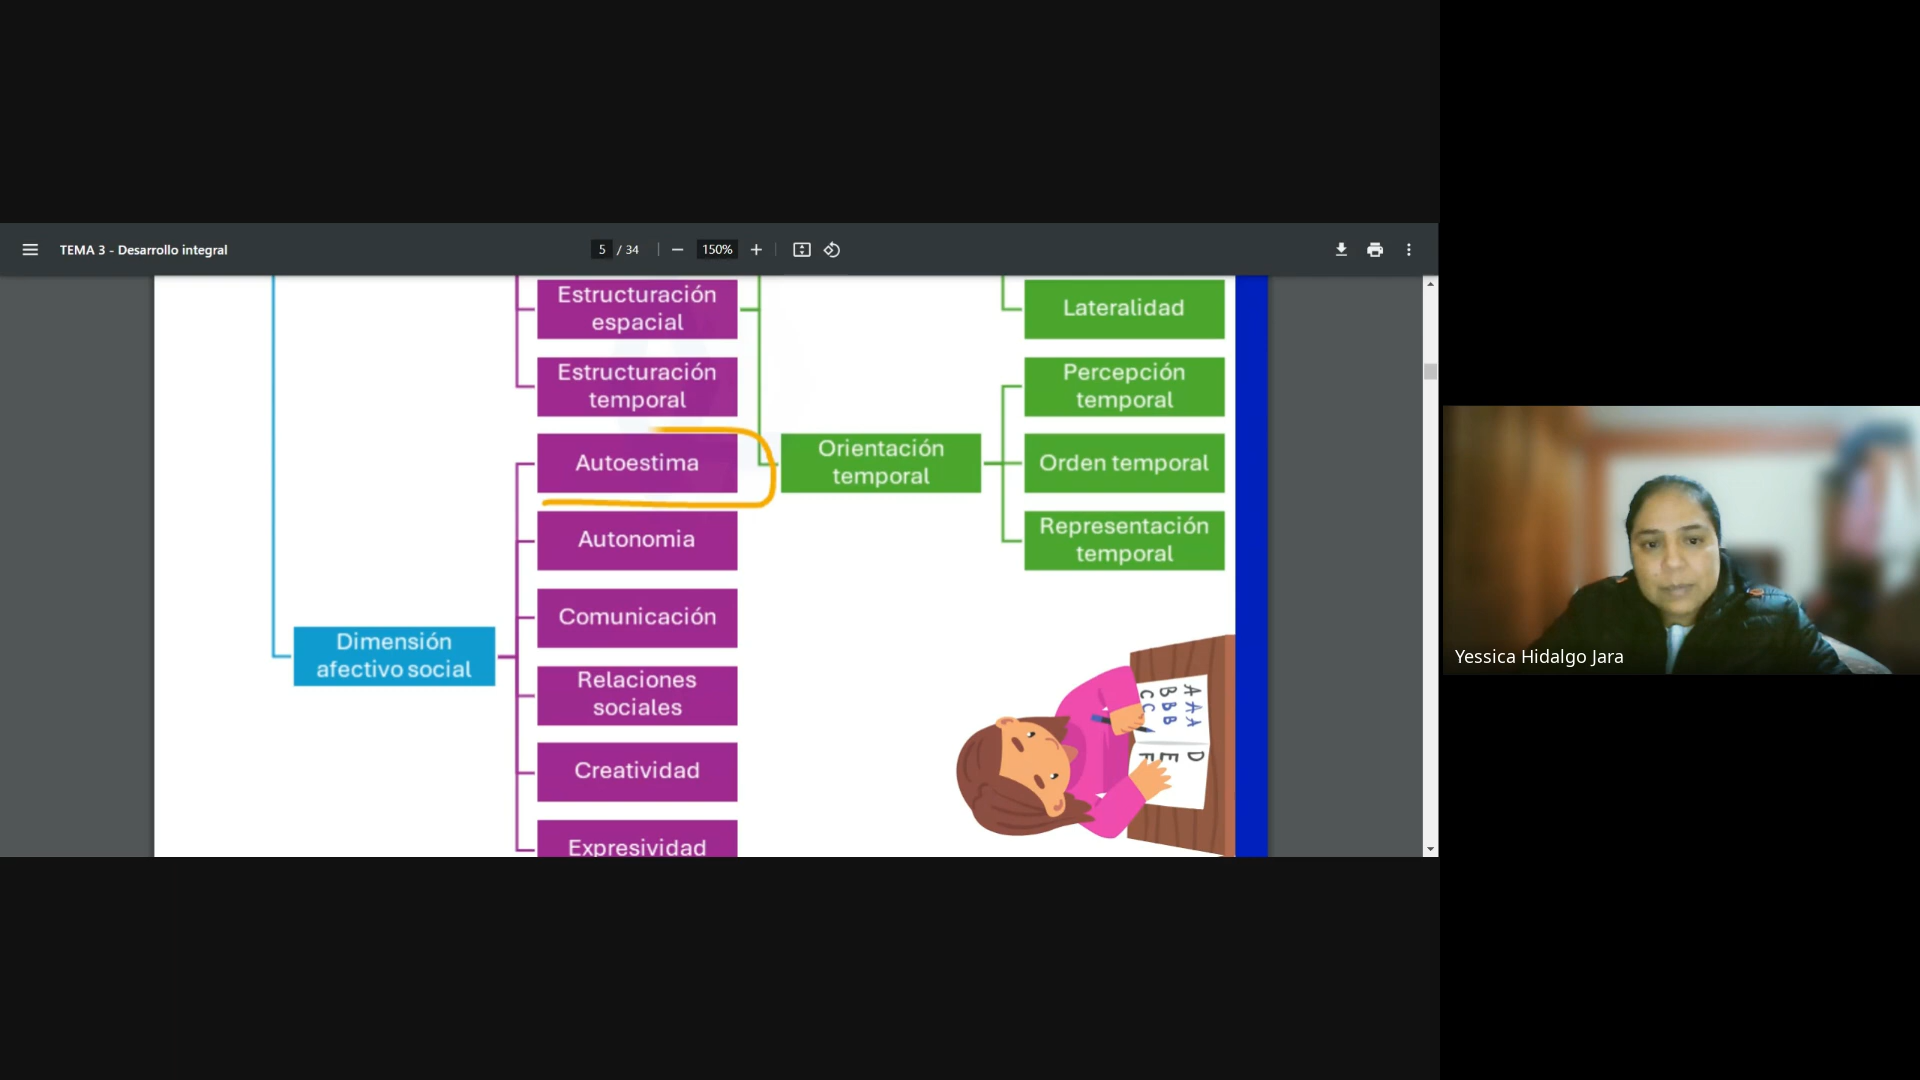 TEMA 3 - Desarrollo integral
5 / 34
150%
Estructuración
espacial
Lateralidad
Estructuración
temporal
Percepción
temporal
Autoestima
Orientación
temporal
Orden temporal
Autonomia
Representación
temporal
Comunicación
Dimensión
afectivo social
Relaciones
sociales
Creatividad
Expresividad
A A A
B B B
C C
D
E
F
Yessica Hidalgo Jara